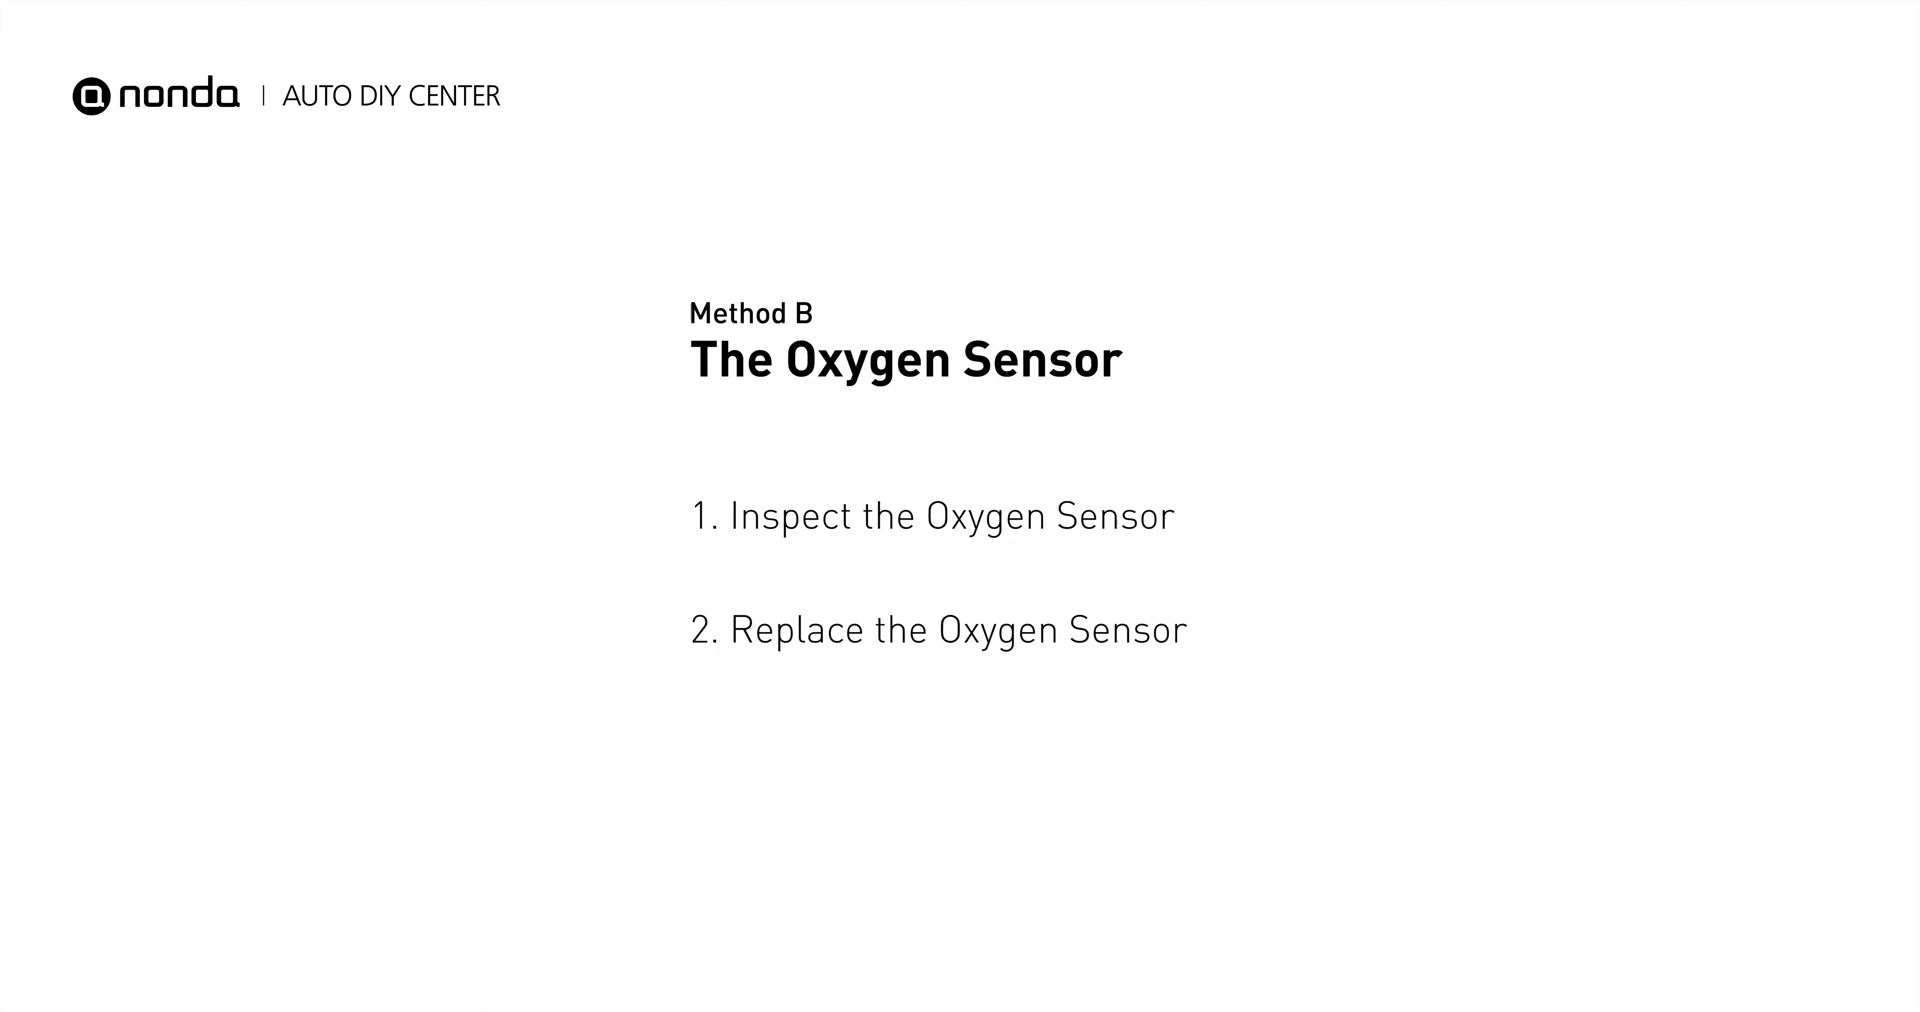 nonda | AUTO DIY CENTER
Method B
The Oxygen Sensor
1. Inspect the Oxygen Sensor
2. Replace the Oxygen Sensor